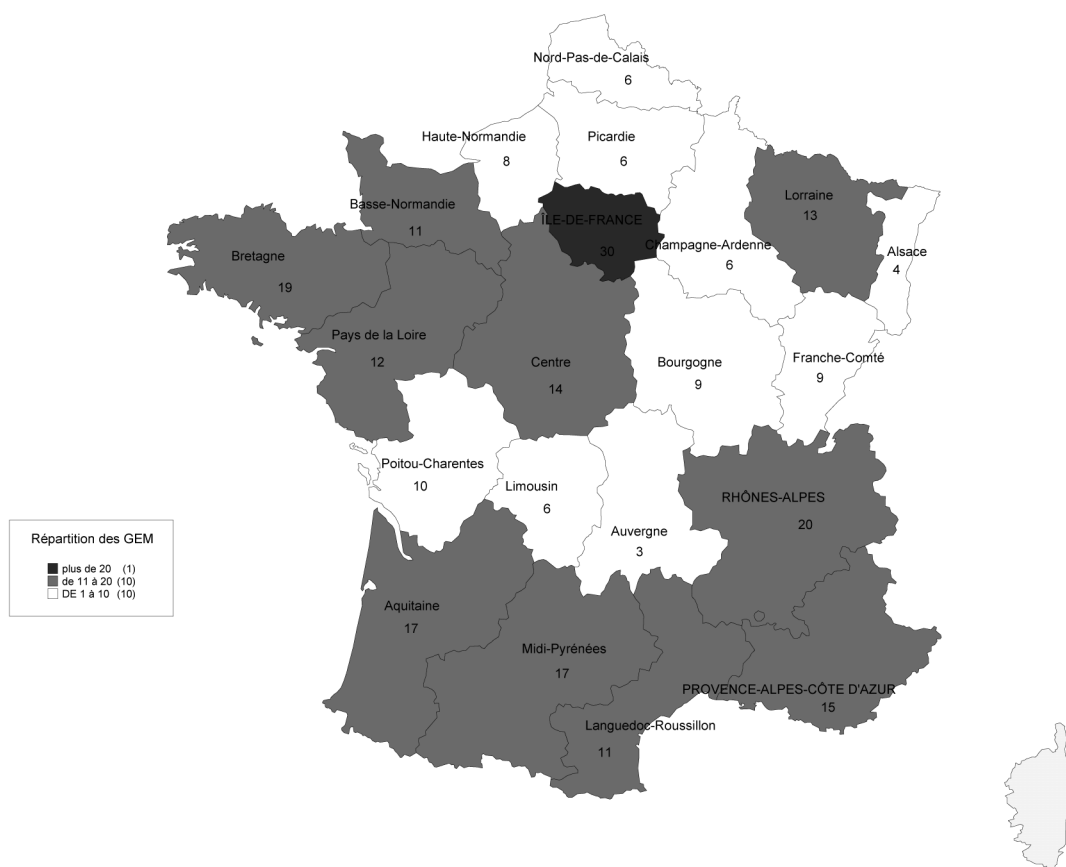 Nord-Pas-de-Calais
6
Haute-Normandie
8
Picardie
6
Basse-Normandie
11
ÎLE-DE-FRANCE
30
Champagne-Ardenne
6
Lorraine
13
Alsace
4
Bretagne
19
Pays de la Loire
12
Centre
14
Bourgogne
9
Franche-Comté
9
Poitou-Charentes
10
Limousin
6
Auvergne
3
RHÔNES-ALPES
20
Répartition des GEM
plus de 20 (1)
de 11 à 20 (10)
DE 1 à 10 (10)
Aquitaine
17
Midi-Pyrénées
17
PROVENCE-ALPES-CÔTE D'AZUR
15
Languedoc-Roussillon
11